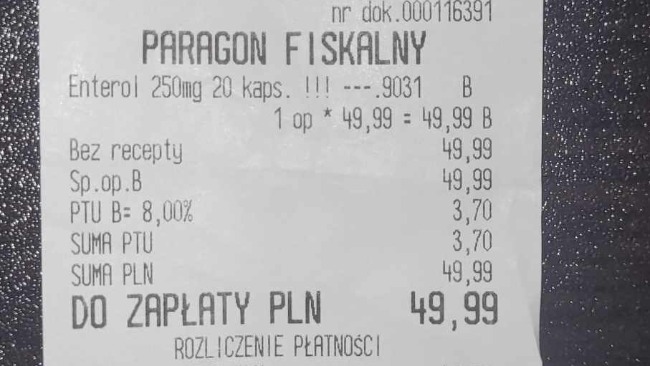 nr dok.000116391
PARAGON FISKALNY
Enterol 250mg 20 kaps. !!! ---.9031 B
1 op * 49,99 = 49,99 B
Bez recepty 49,99
Sp.op.B 49,99
PTU B= 8,00% 3,70
SUMA PTU 3,70
SUMA PLN 49,99
DO ZAPŁATY PLN 49,99
ROZLICZENIE PŁATNOŚCI